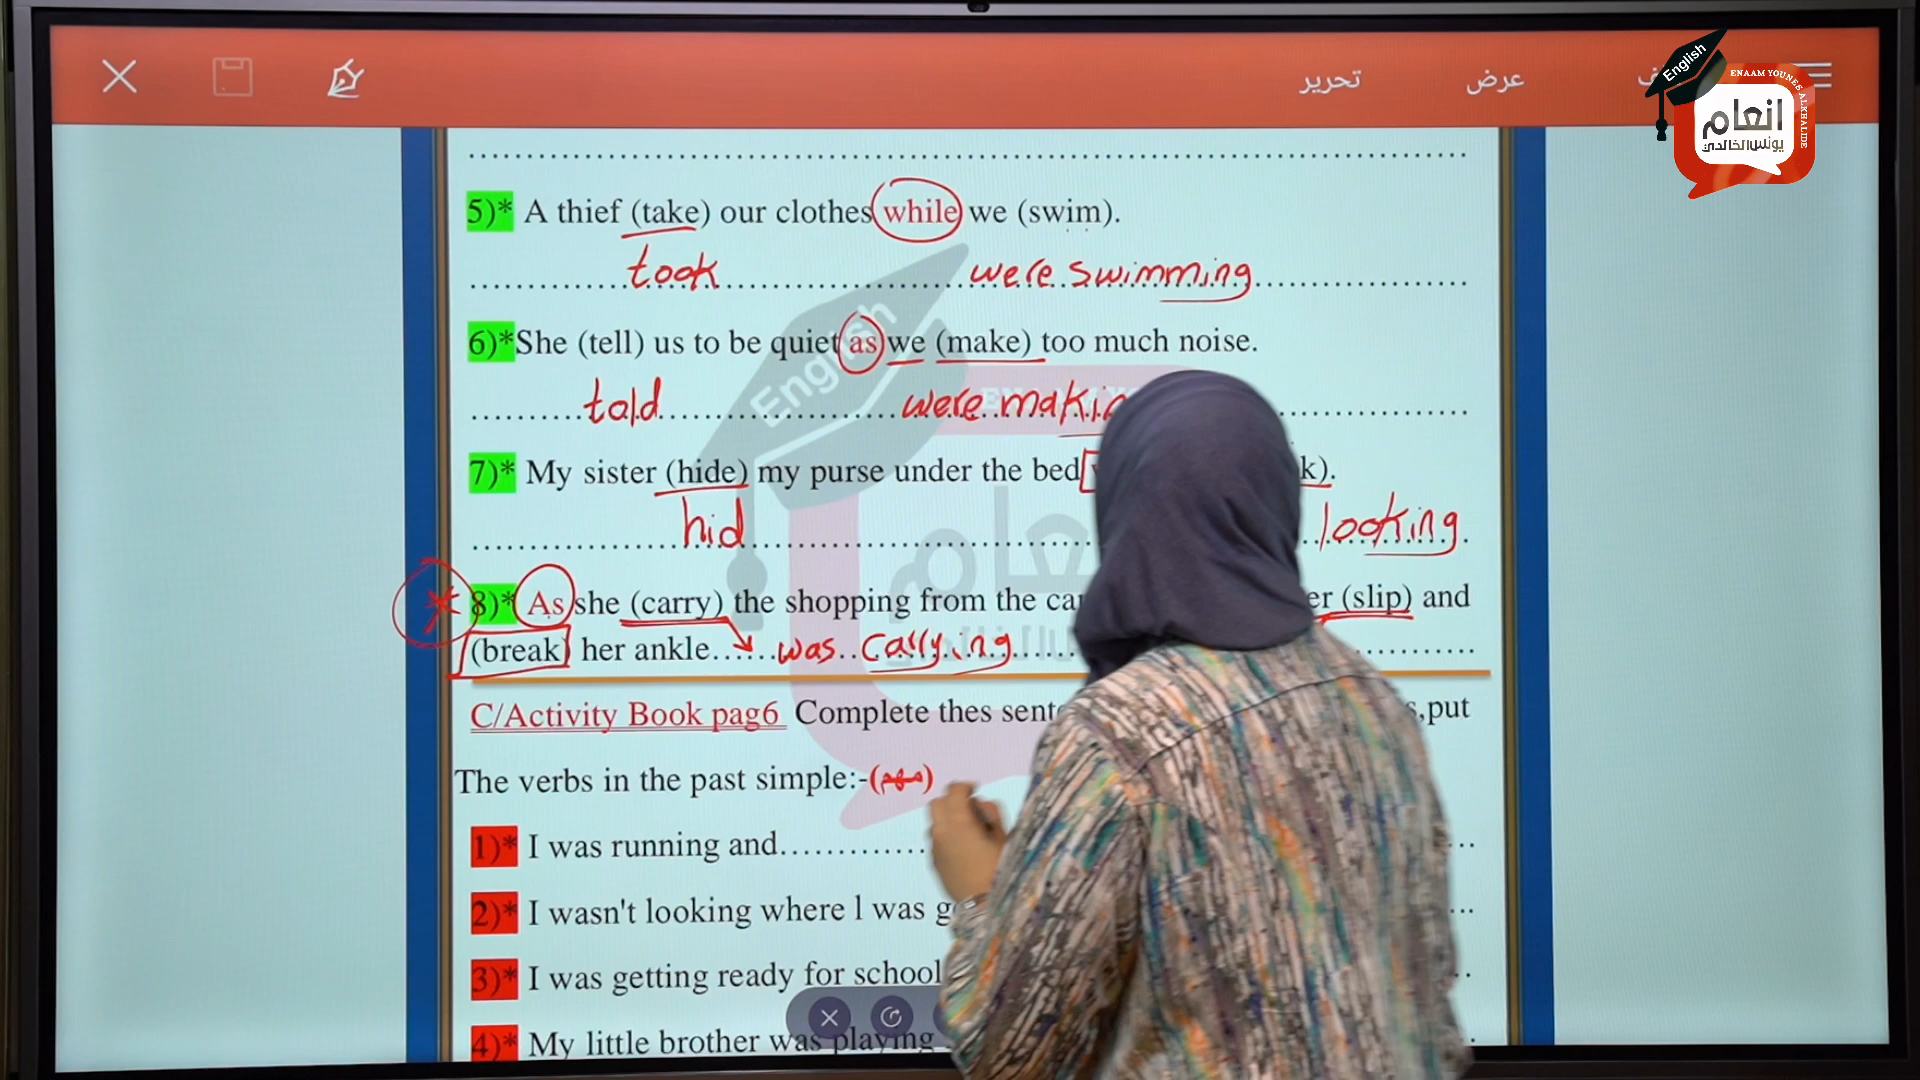 تحرير عرض
English
ENAAM YOUNES ALKHALIDE
انعام
يونس الخالدي
5)* A thief (take) our clothes while we (swim).
took were swimming
6)*She (tell) us to be quiet as we (make) too much noise.
told were makin
7)* My sister (hide) my purse under the bed k).
hid looking
8)* As she (carry) the shopping from the car er (slip) and
(break) her ankle was carrying
C/Activity Book pag6 Complete thes sente s,put
The verbs in the past simple:-(مهم)
1)* I was running and
2)* I wasn't looking where l was g
3)* I was getting ready for school
4)* My little brother was playing